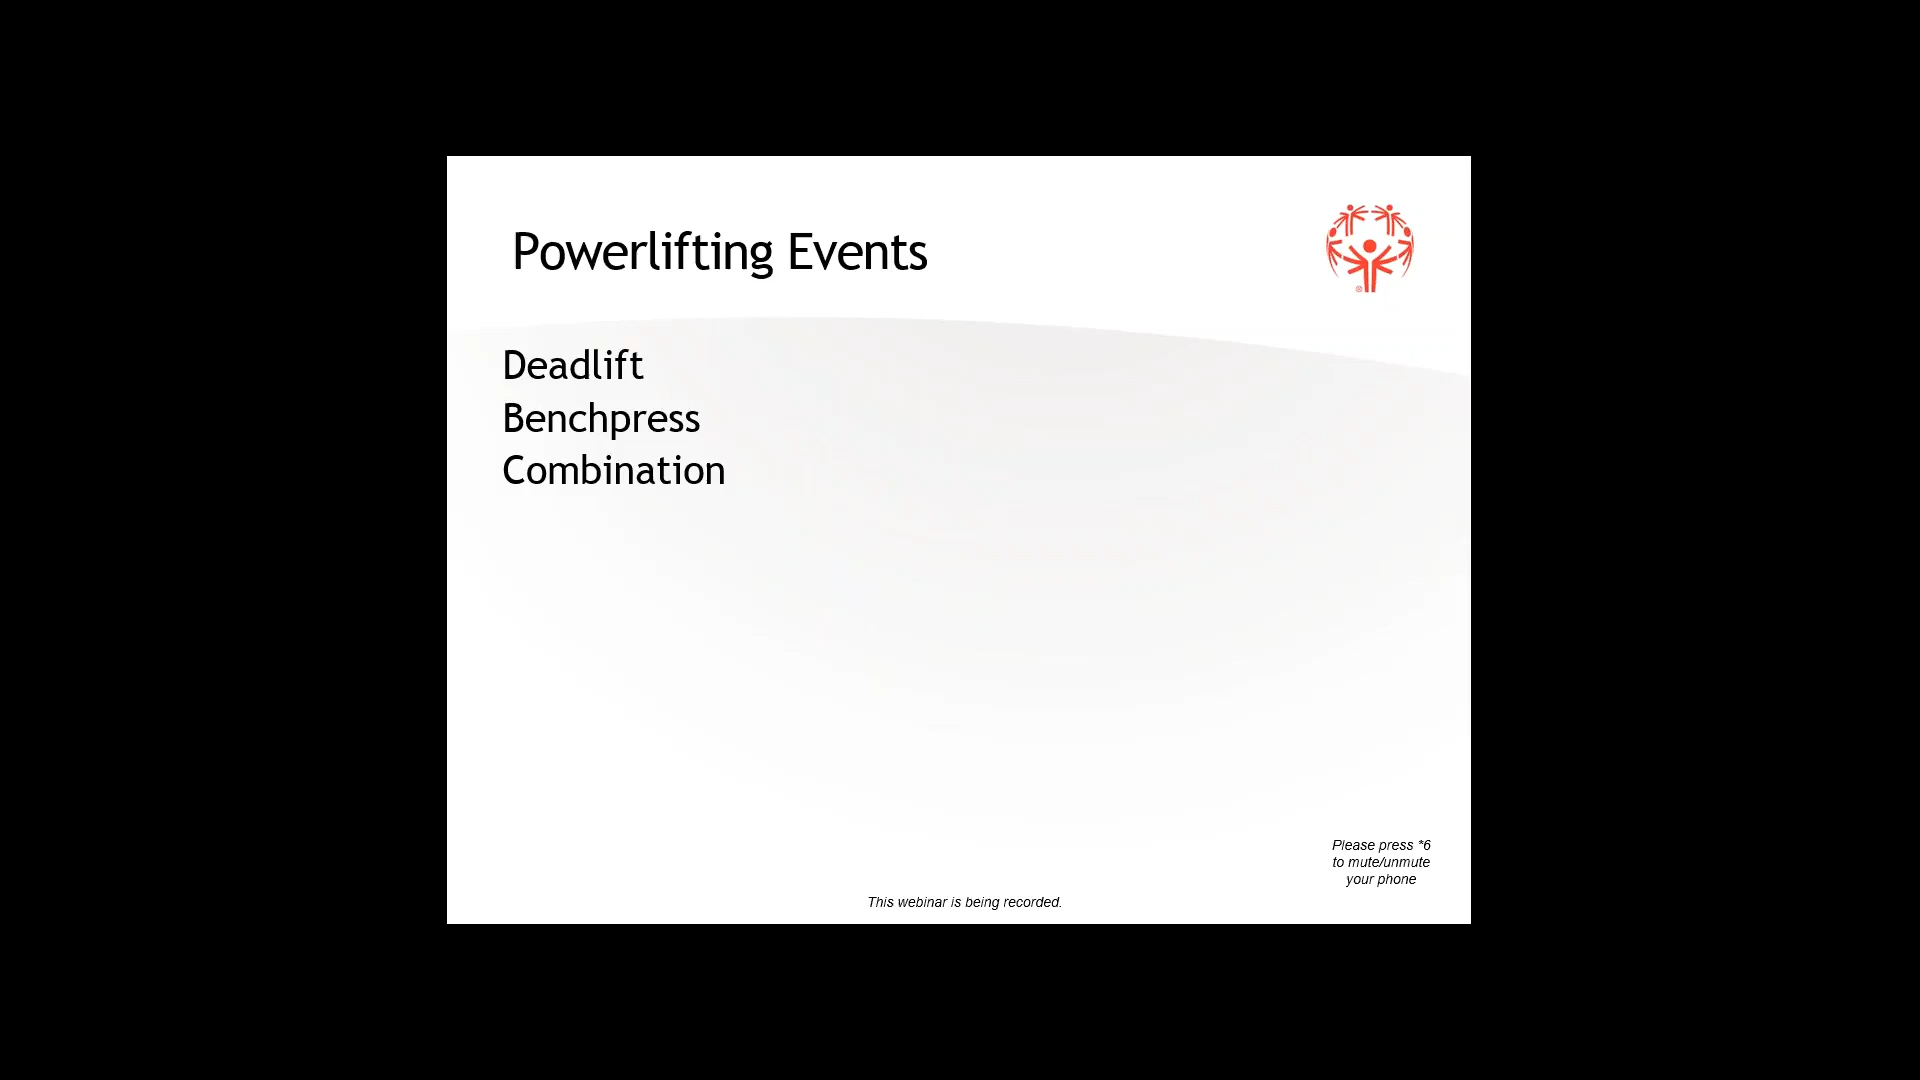 Powerlifting Events
Deadlift
Benchpress
Combination
Please press *6
to mute/unmute
your phone
This webinar is being recorded.